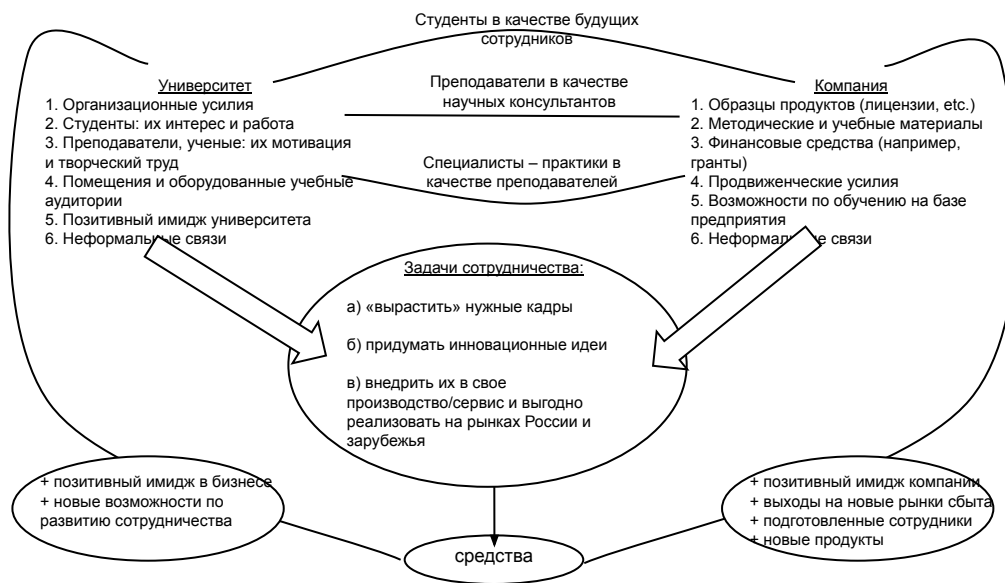 Студенты в качестве будущих
сотрудников
Университет
1. Организационные усилия
2. Студенты: их интерес и работа
3. Преподаватели, ученые: их мотивация
и творческий труд
4. Помещения и оборудованные учебные
аудитории
5. Позитивный имидж университета
6. Неформальные связи
Преподаватели в качестве
научных консультантов
Специалисты – практики в
качестве преподавателей
Компания
1. Образцы продуктов (лицензии, etc.)
2. Методические и учебные материалы
3. Финансовые средства (например,
гранты)
4. Продвиженческие усилия
5. Возможности по обучению на базе
предприятия
6. Неформальные связи
Задачи сотрудничества:
а) «вырастить» нужные кадры
б) придумать инновационные идеи
в) внедрить их в свое
производство/сервис и выгодно
реализовать на рынках России и
зарубежья
+ позитивный имидж в бизнесе
+ новые возможности по
развитию сотрудничества
+ позитивный имидж компании
+ выходы на новые рынки сбыта
+ подготовленные сотрудники
+ новые продукты
средства